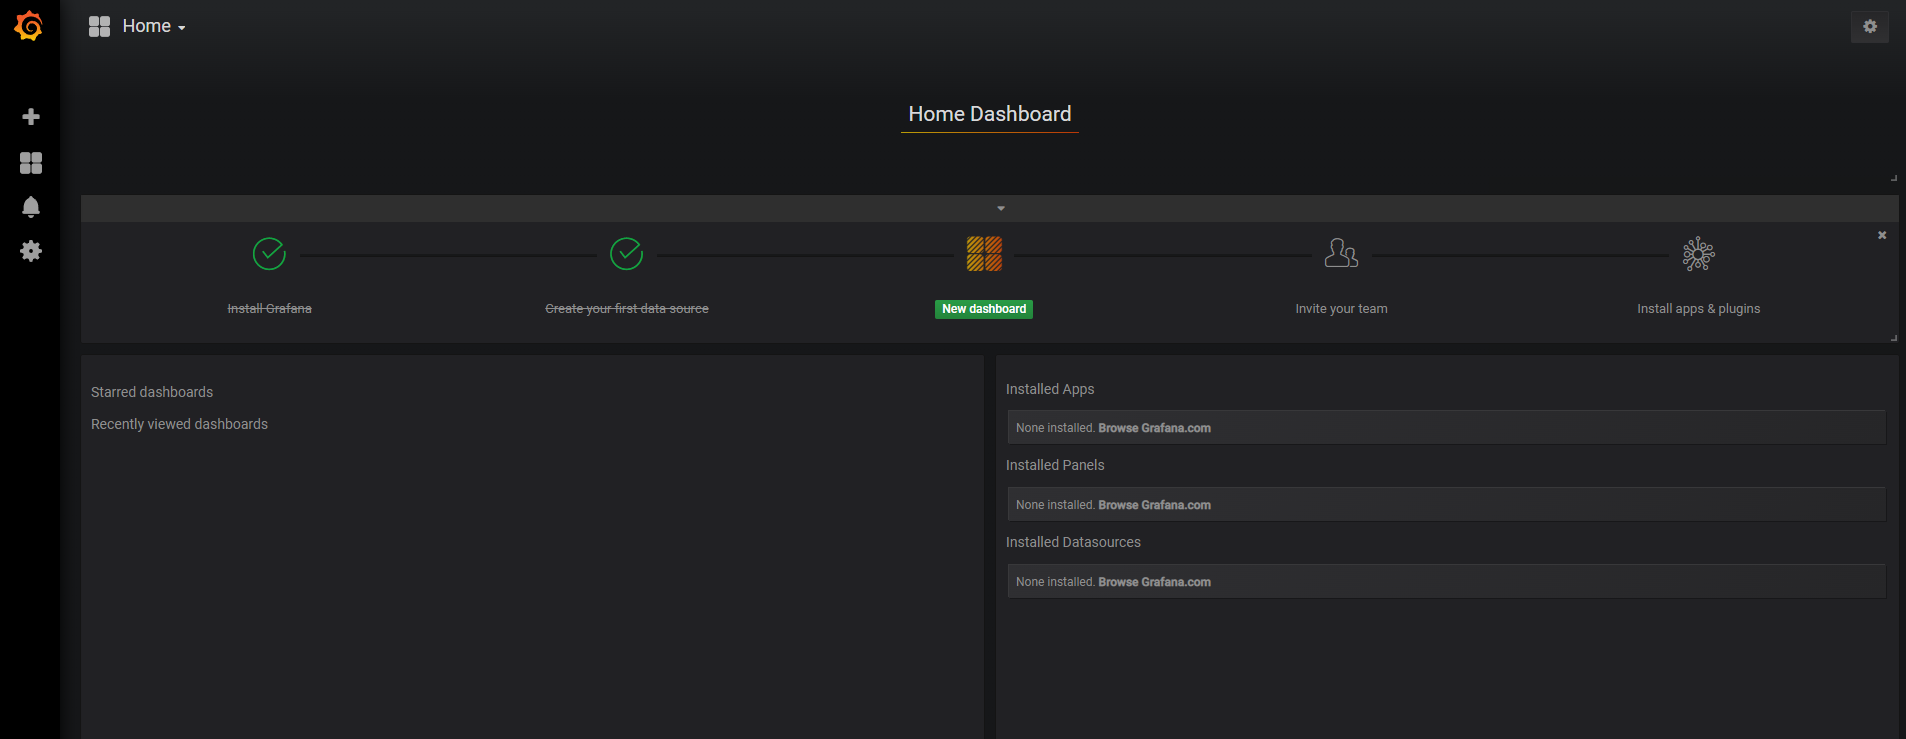 Home
Home Dashboard
Install Grafana
Create your first data source
New dashboard
Invite your team
Install apps & plugins
Starred dashboards
Recently viewed dashboards
Installed Apps
None installed. Browse Grafana.com
Installed Panels
None installed. Browse Grafana.com
Installed Datasources
None installed. Browse Grafana.com